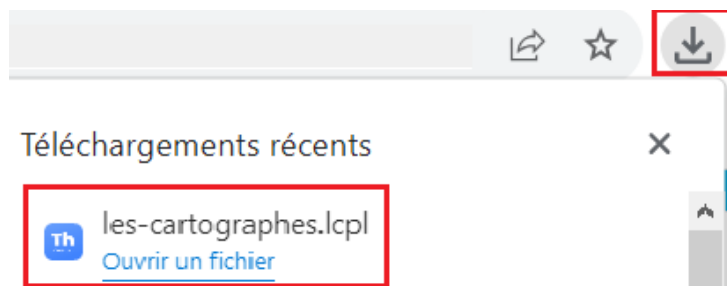 Téléchargements récents
Th
les-cartographes.lcpl
Ouvrir un fichier